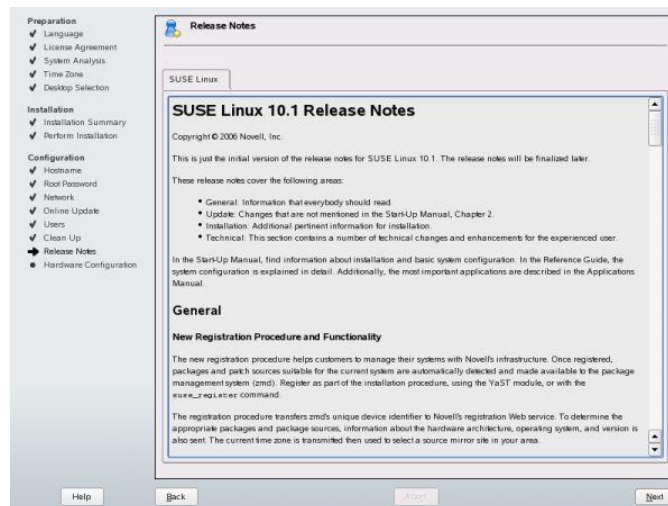 Preparation
Language
License Agreement
System Analysis
Time Zone
Desktop Selection
Installation
Installation Summary
Perform Installation
Configuration
Hostname
Root Password
Network
Online Update
Users
Clean Up
Release Notes
Hardware Configuration
Release Notes
SUSE Linux
SUSE Linux 10.1 Release Notes
Copyright © 2006 Novell, Inc.
This is just the initial version of the release notes for SUSE Linux 10.1. The release notes will be finalized later.
These release notes cover the following areas:
• General: Information that everybody should read.
• Update: Changes that are not mentioned in the Start-Up Manual, Chapter 2.
• Installation: Additional pertinent information for installation.
• Technical: This section contains a number of technical changes and enhancements for the experienced user.
In the Start-Up Manual, find information about installation and basic system configuration. In the Reference Guide, the
system configuration is explained in detail. Additionally, the most important applications are described in the Applications
Manual.
General
New Registration Procedure and Functionality
The new registration procedure helps customers to manage their systems with Novell's infrastructure. Once registered,
packages and patch sources suitable for the current system are automatically detected and made available to the package
management system (zmd). Register as part of the installation procedure, using the YaST module, or with the
suse_register command.
The registration procedure transfers zmd's unique device identifier to Novell's registration Web service. To determine the
appropriate packages and package sources, information about the hardware architecture, operating system, and version is
also sent. The current time zone is transmitted then used to select a source mirror site in your area.
Help
Back
Abort
Next